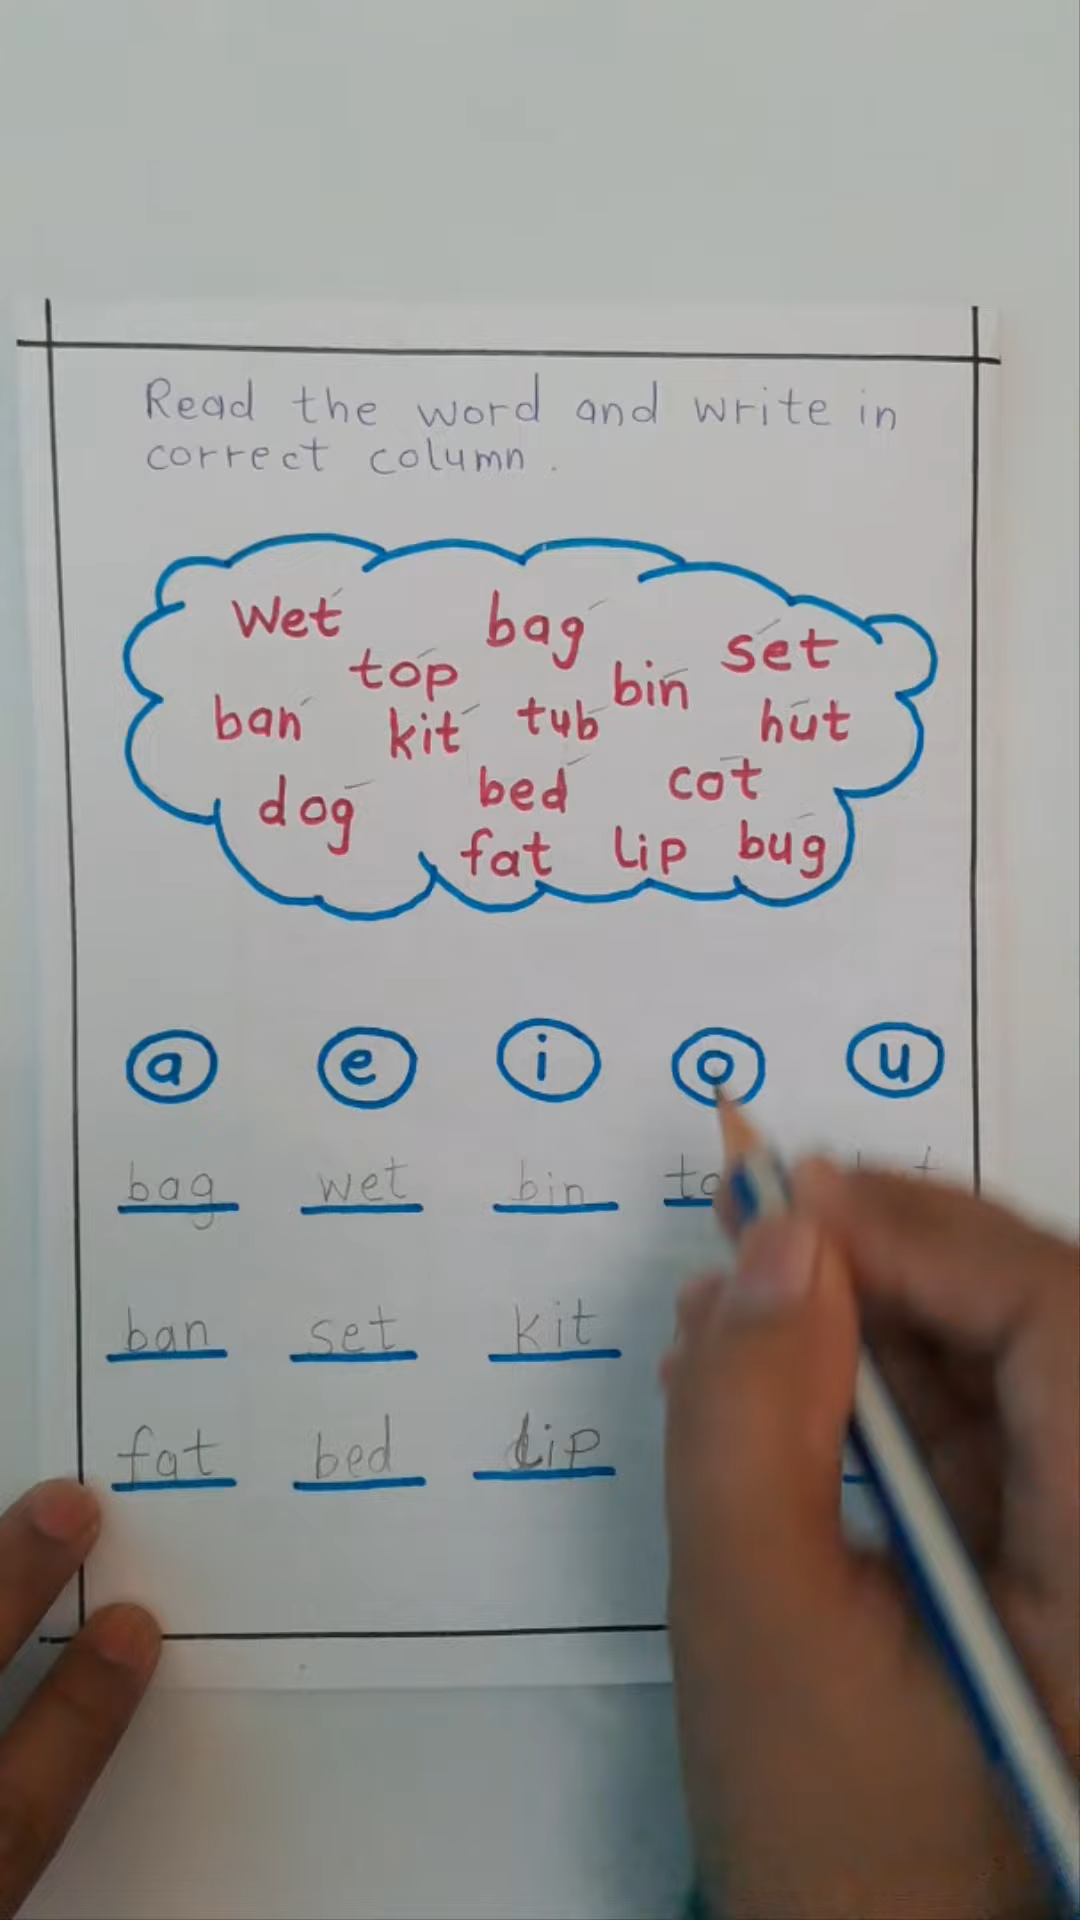 Read the word and write in
correct column.
Wet bag set
top bin
ban kit tub hut
dog bed cot
fat lip bug
a e i o u
bag wet bin
ban set kit
fat bed lip